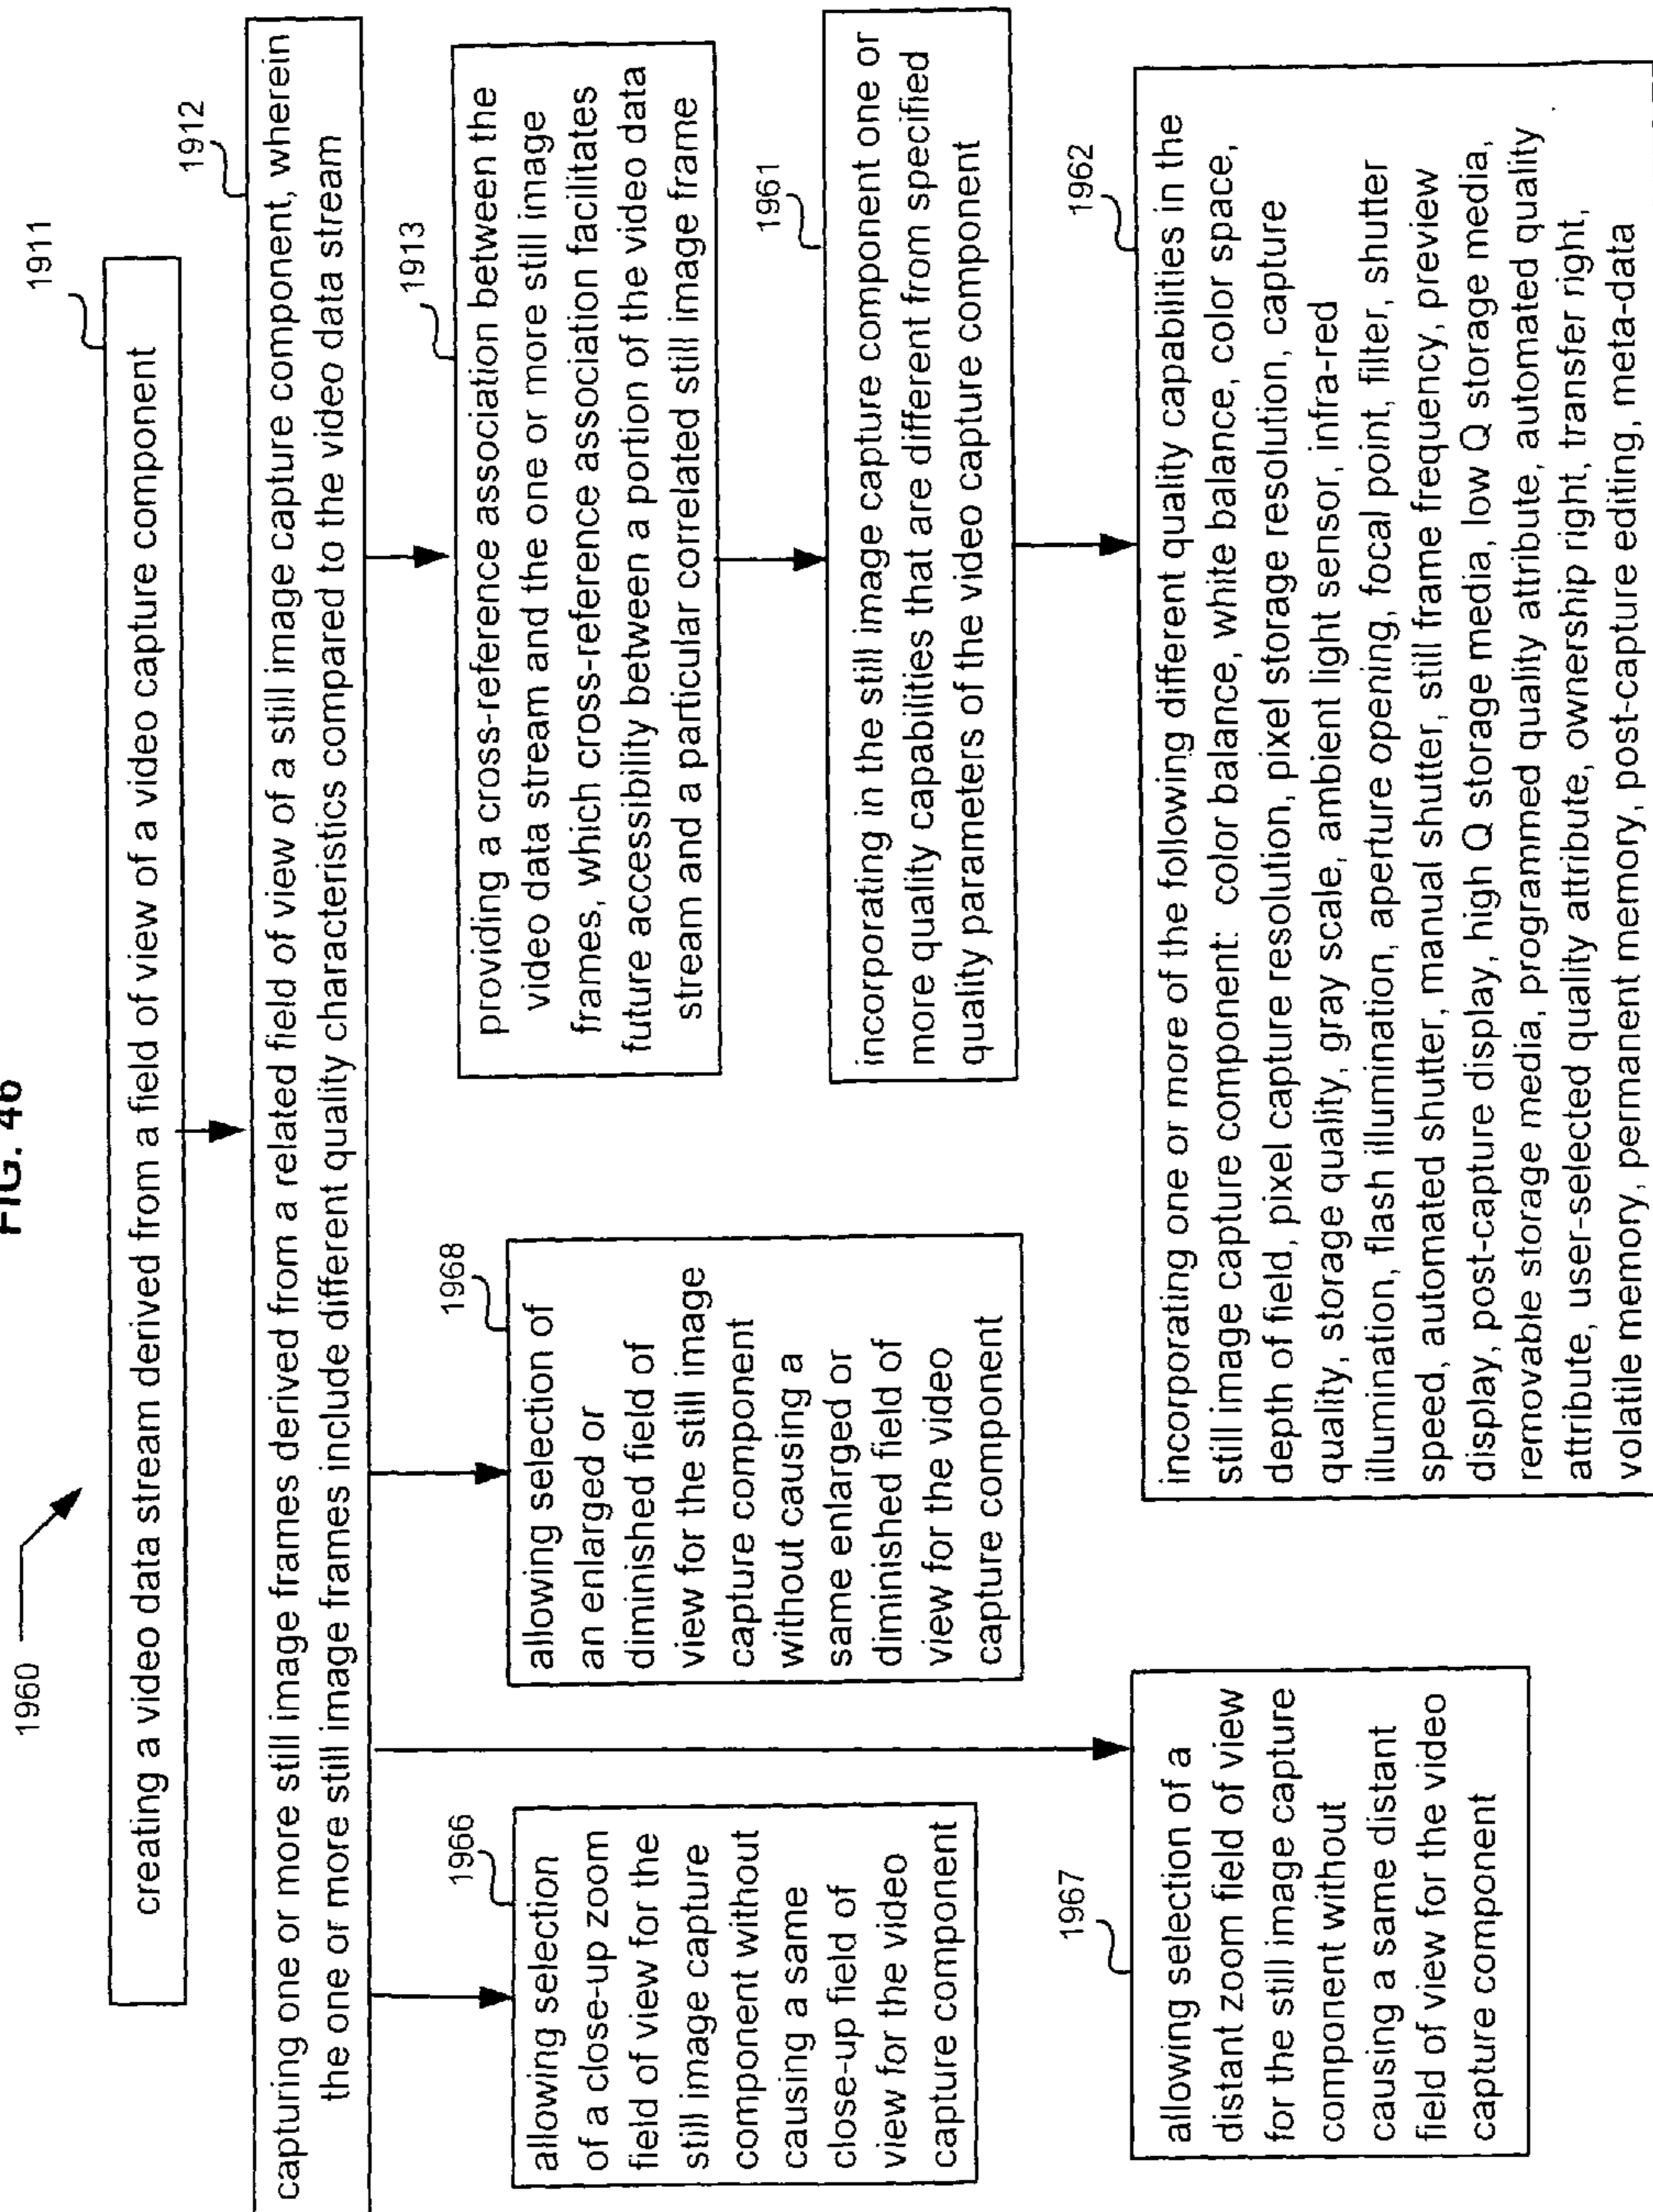 FIG. 46
1960
1911
creating a video data stream derived from a field of view of a video capture component
1912
capturing one or more still image frames derived from a related field of view of a still image capture component, wherein
the one or more still image frames include different quality characteristics compared to the video data stream
1966
allowing selection
of a close-up zoom
field of view for the
still image capture
component without
causing a same
close-up field of
view for the video
capture component
1968
allowing selection of
an enlarged or
diminished field of
view for the still image
capture component
without causing a
same enlarged or
diminished field of
view for the video
capture component
1913
providing a cross-reference association between the
video data stream and the one or more still image
frames, which cross-reference association facilitates
future accessibility between a portion of the video data
stream and a particular correlated still image frame
1961
incorporating in the still image capture component one or
more quality capabilities that are different from specified
quality parameters of the video capture component
1967
allowing selection of a
distant zoom field of view
for the still image capture
component without
causing a same distant
field of view for the video
capture component
1962
incorporating one or more of the following different quality capabilities in the
still image capture component: color balance, white balance, color space,
depth of field, pixel capture resolution, pixel storage resolution, capture
quality, storage quality, gray scale, ambient light sensor, infra-red
illumination, flash illumination, aperture opening, focal point, filter, shutter
speed, automated shutter, manual shutter, still frame frequency, preview
display, post-capture display, high Q storage media, low Q storage media,
removable storage media, programmed quality attribute, automated quality
attribute, user-selected quality attribute, ownership right, transfer right,
volatile memory, permanent memory, post-capture editing, meta-data